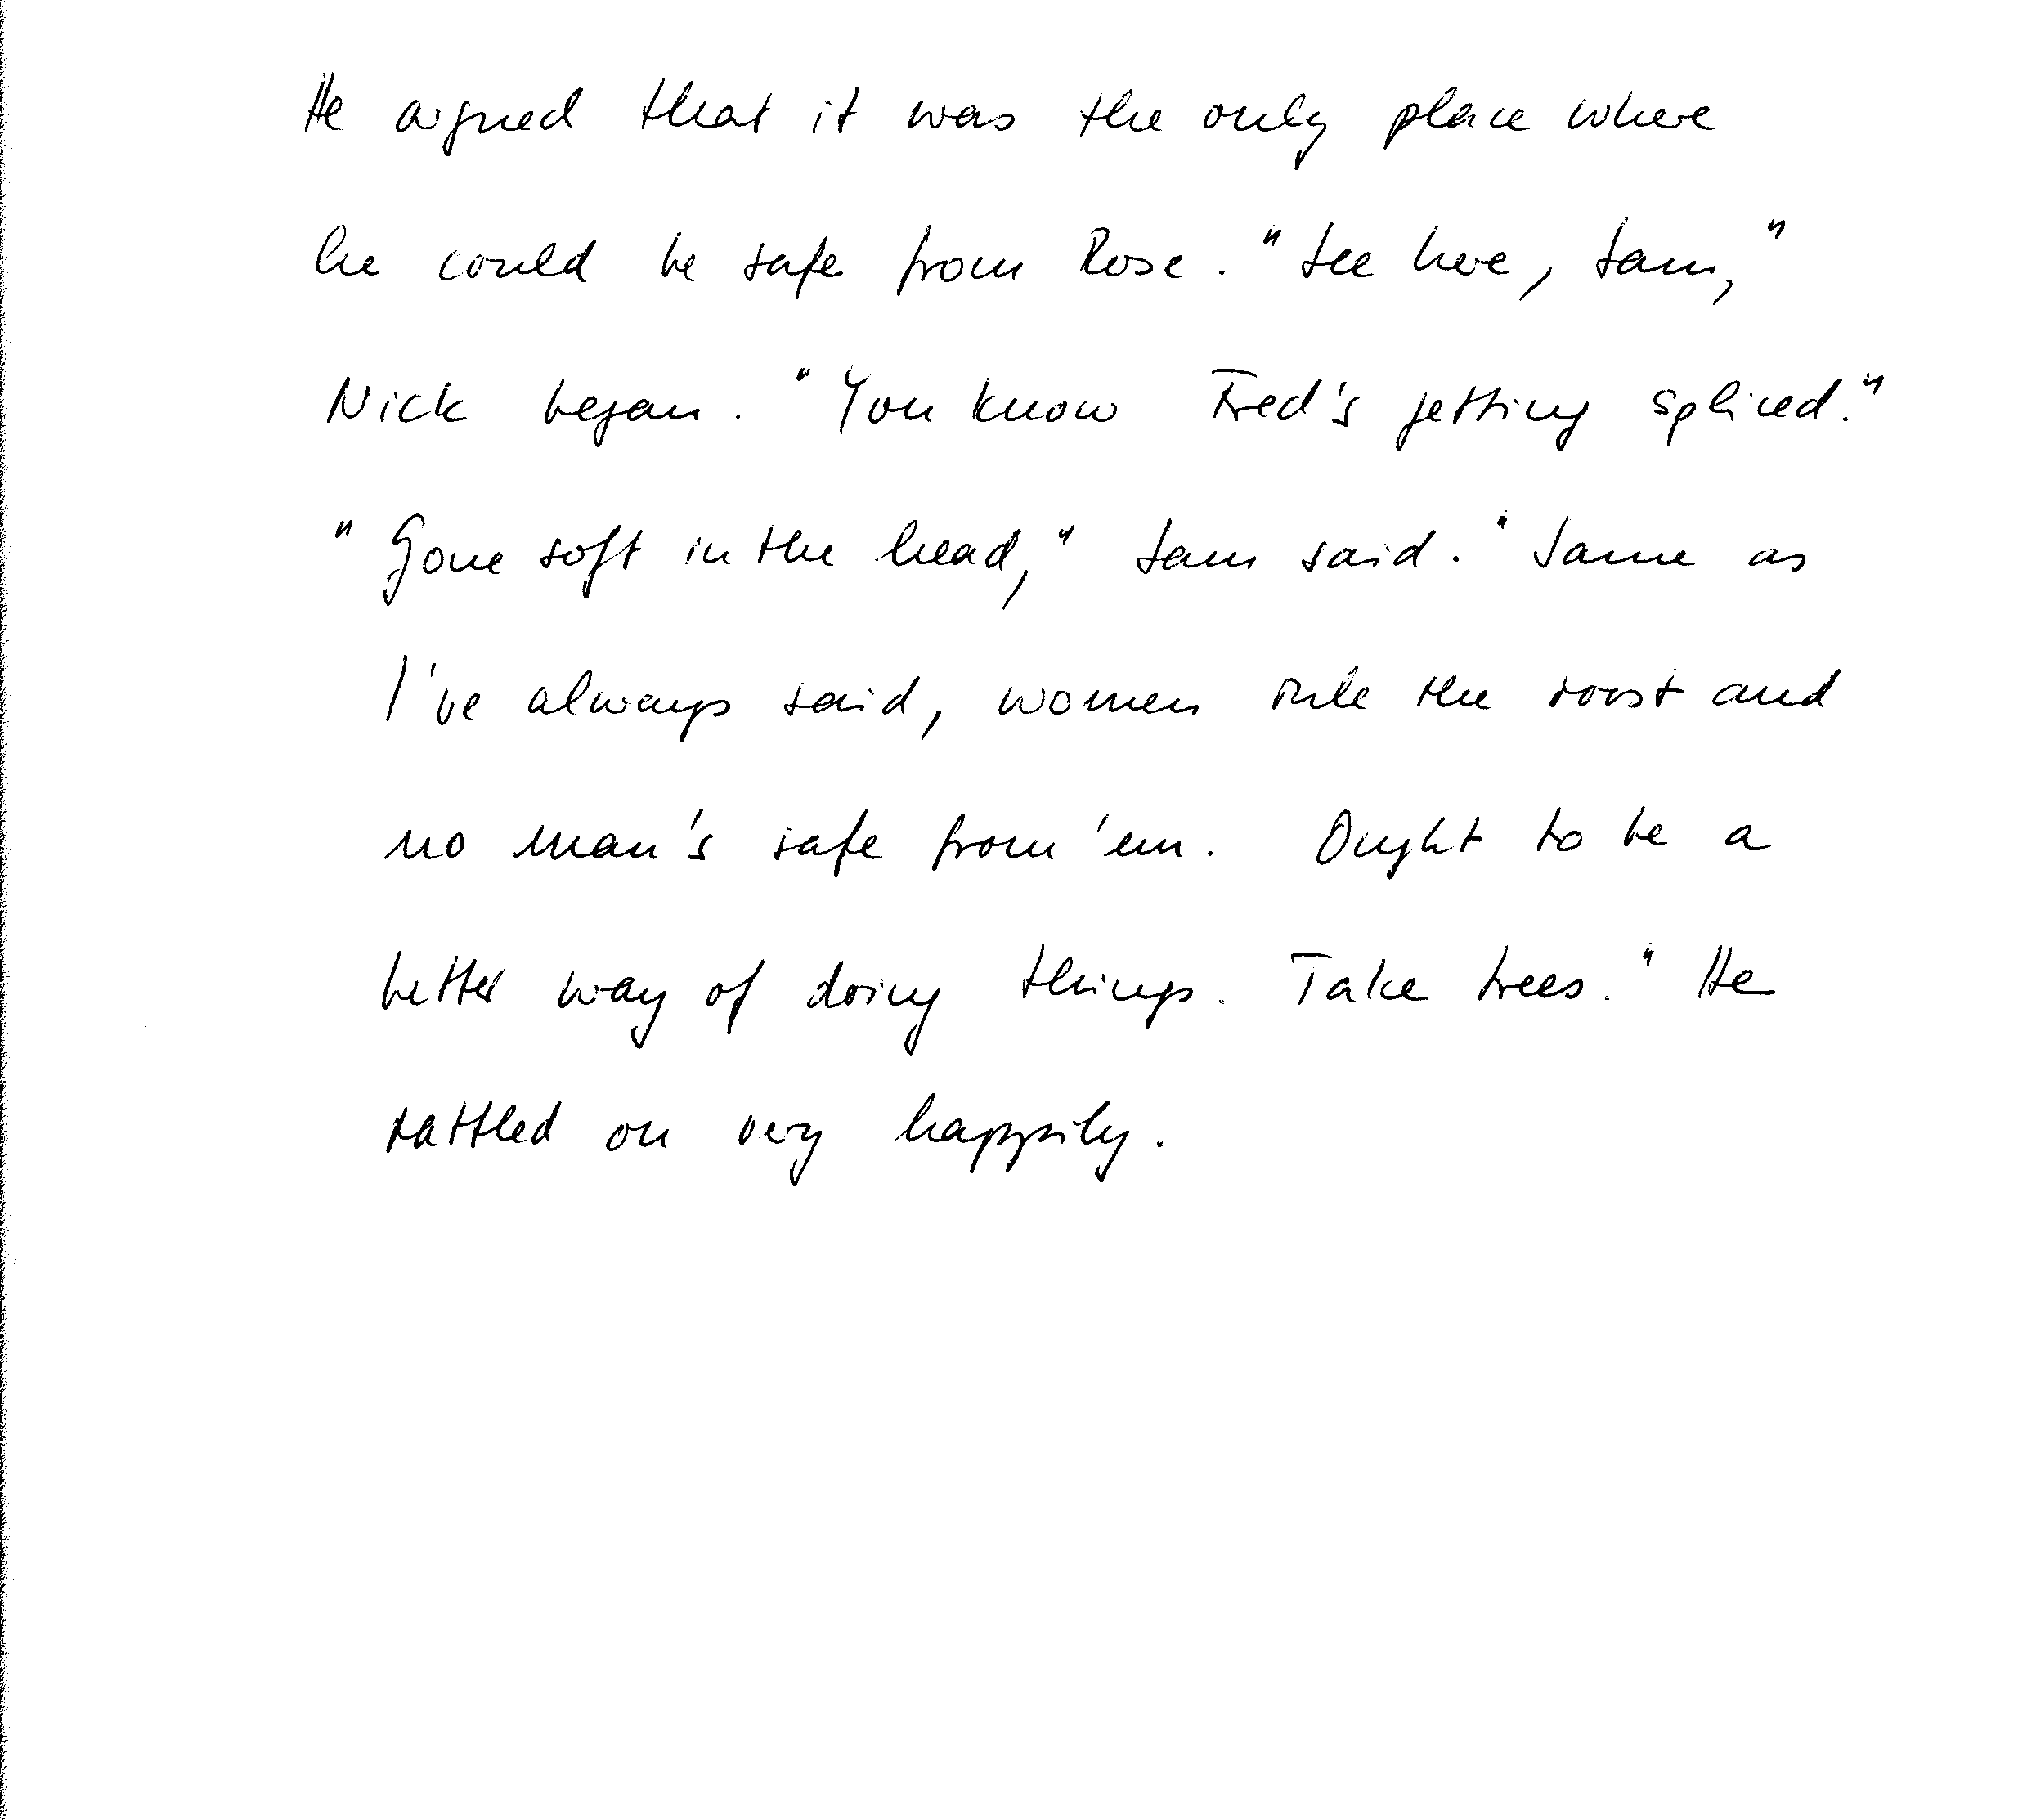 He argued that it was the only place where
he could be safe from Rose. "See here, Sam,"
Nick began. "You know Fred's getting spliced."
"Gone soft in the head," Sam said. "Same as
I've always said, women rule the roost and
no man's safe from 'em. Ought to be a
better way of doing things. Take trees." He
rattled on very happily.